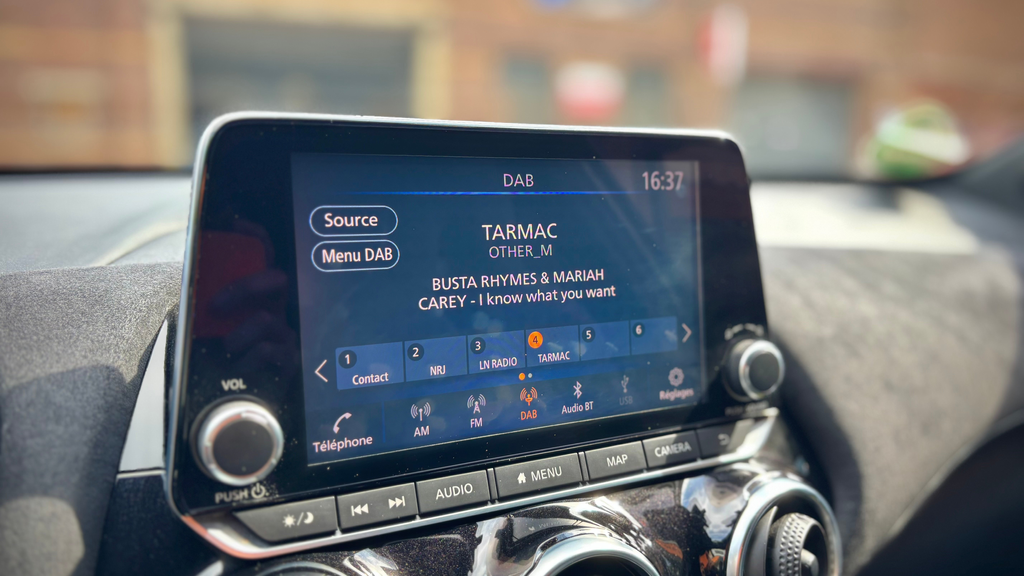 DAB
16:37
Source
Menu DAB
TARMAC
OTHER_M
BUSTA RHYMES & MARIAH
CAREY - I know what you want
1
Contact
2
NRJ
3
LN RADIO
4
TARMAC
5
6
Téléphone
AM
FM
DAB
Audio BT
USB
Réglages
VOL
PUSH
AUDIO
MENU
MAP
CAMERA